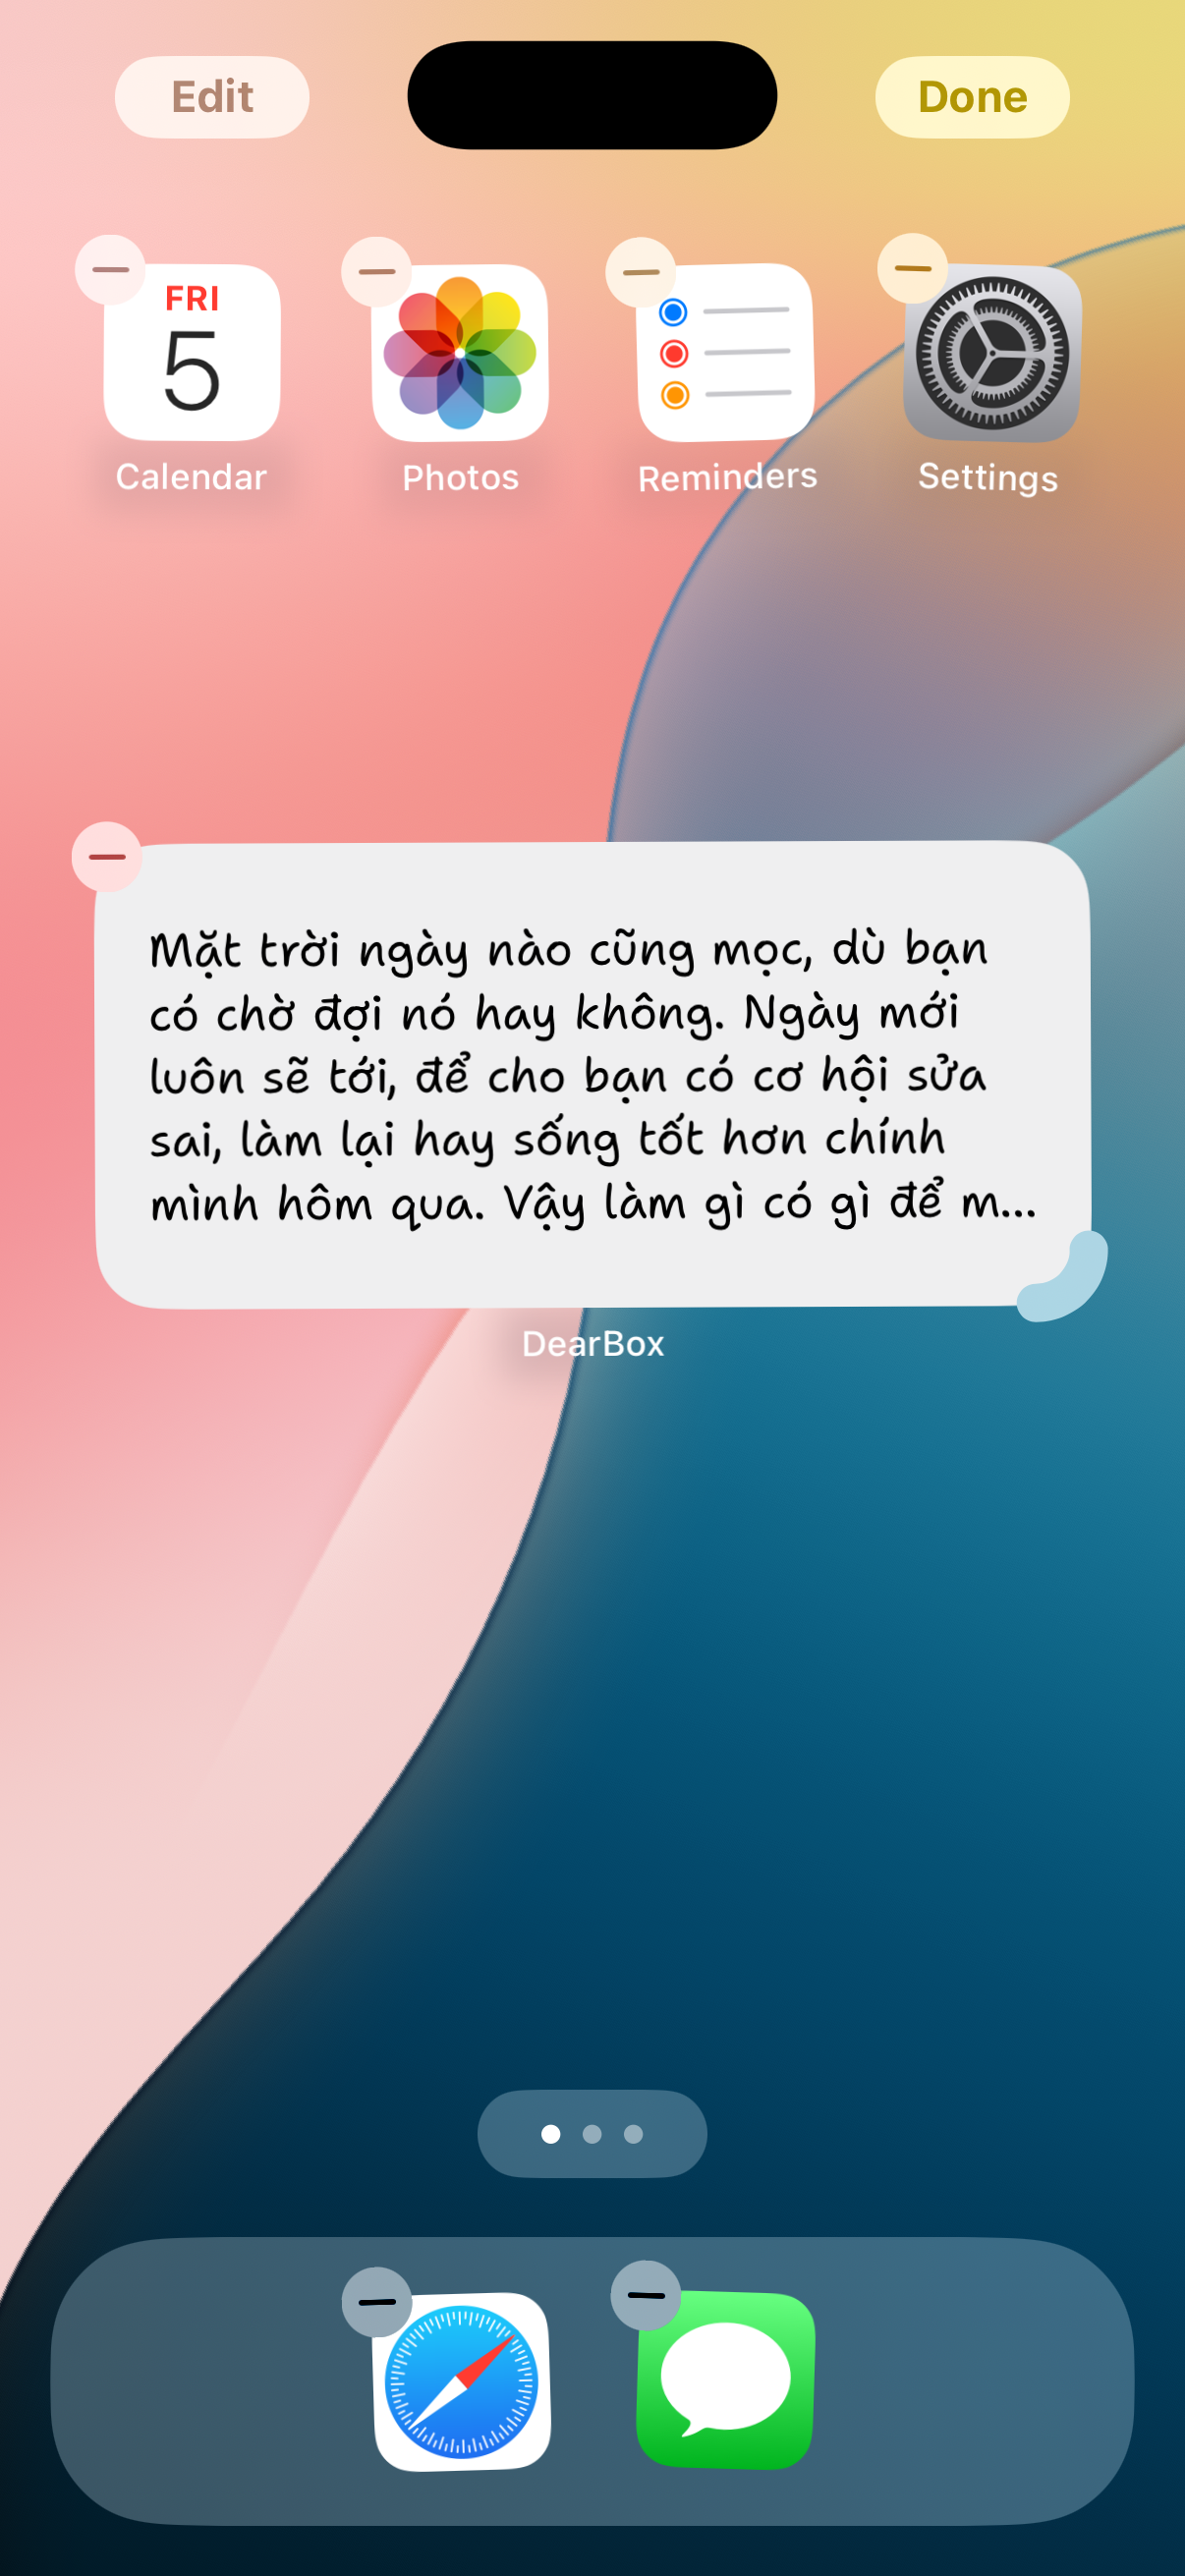 Edit
Done
FRI
5
Calendar
Photos
Reminders
Settings
Mặt trời ngày nào cũng mọc, dù bạn
có chờ đợi nó hay không. Ngày mới
luôn sẽ tới, để cho bạn có cơ hội sửa
sai, làm lại hay sống tốt hơn chính
mình hôm qua. Vậy làm gì có gì để m...
DearBox